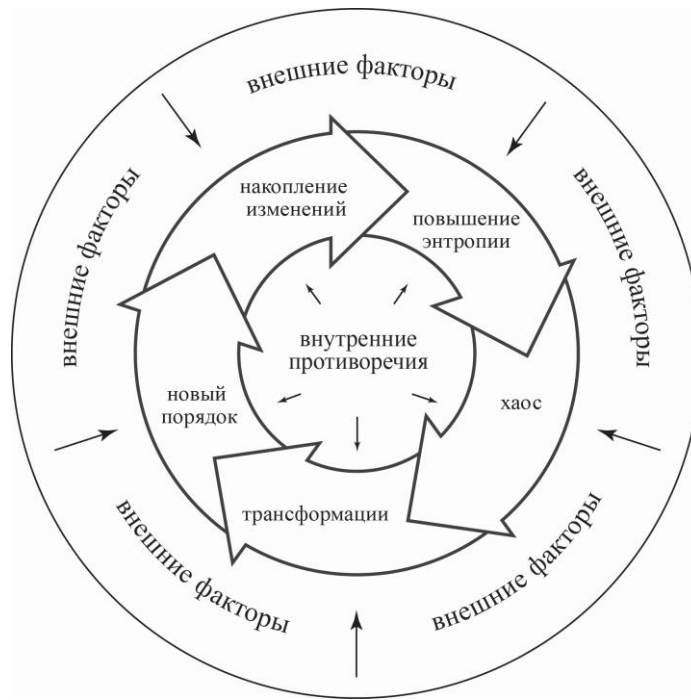 внешние факторы
внешние факторы
внешние факторы
накопление
изменений
повышение
энтропии
внутренние
противоречия
новый
порядок
хаос
трансформации
внешние факторы
внешние факторы